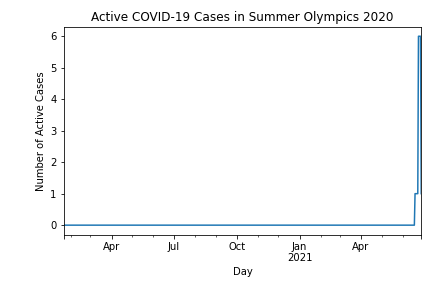 Active COVID-19 Cases in Summer Olympics 2020
Number of Active Cases
6
5
4
3
2
1
0
Apr
Jul
Oct
Jan
2021
Apr
Day